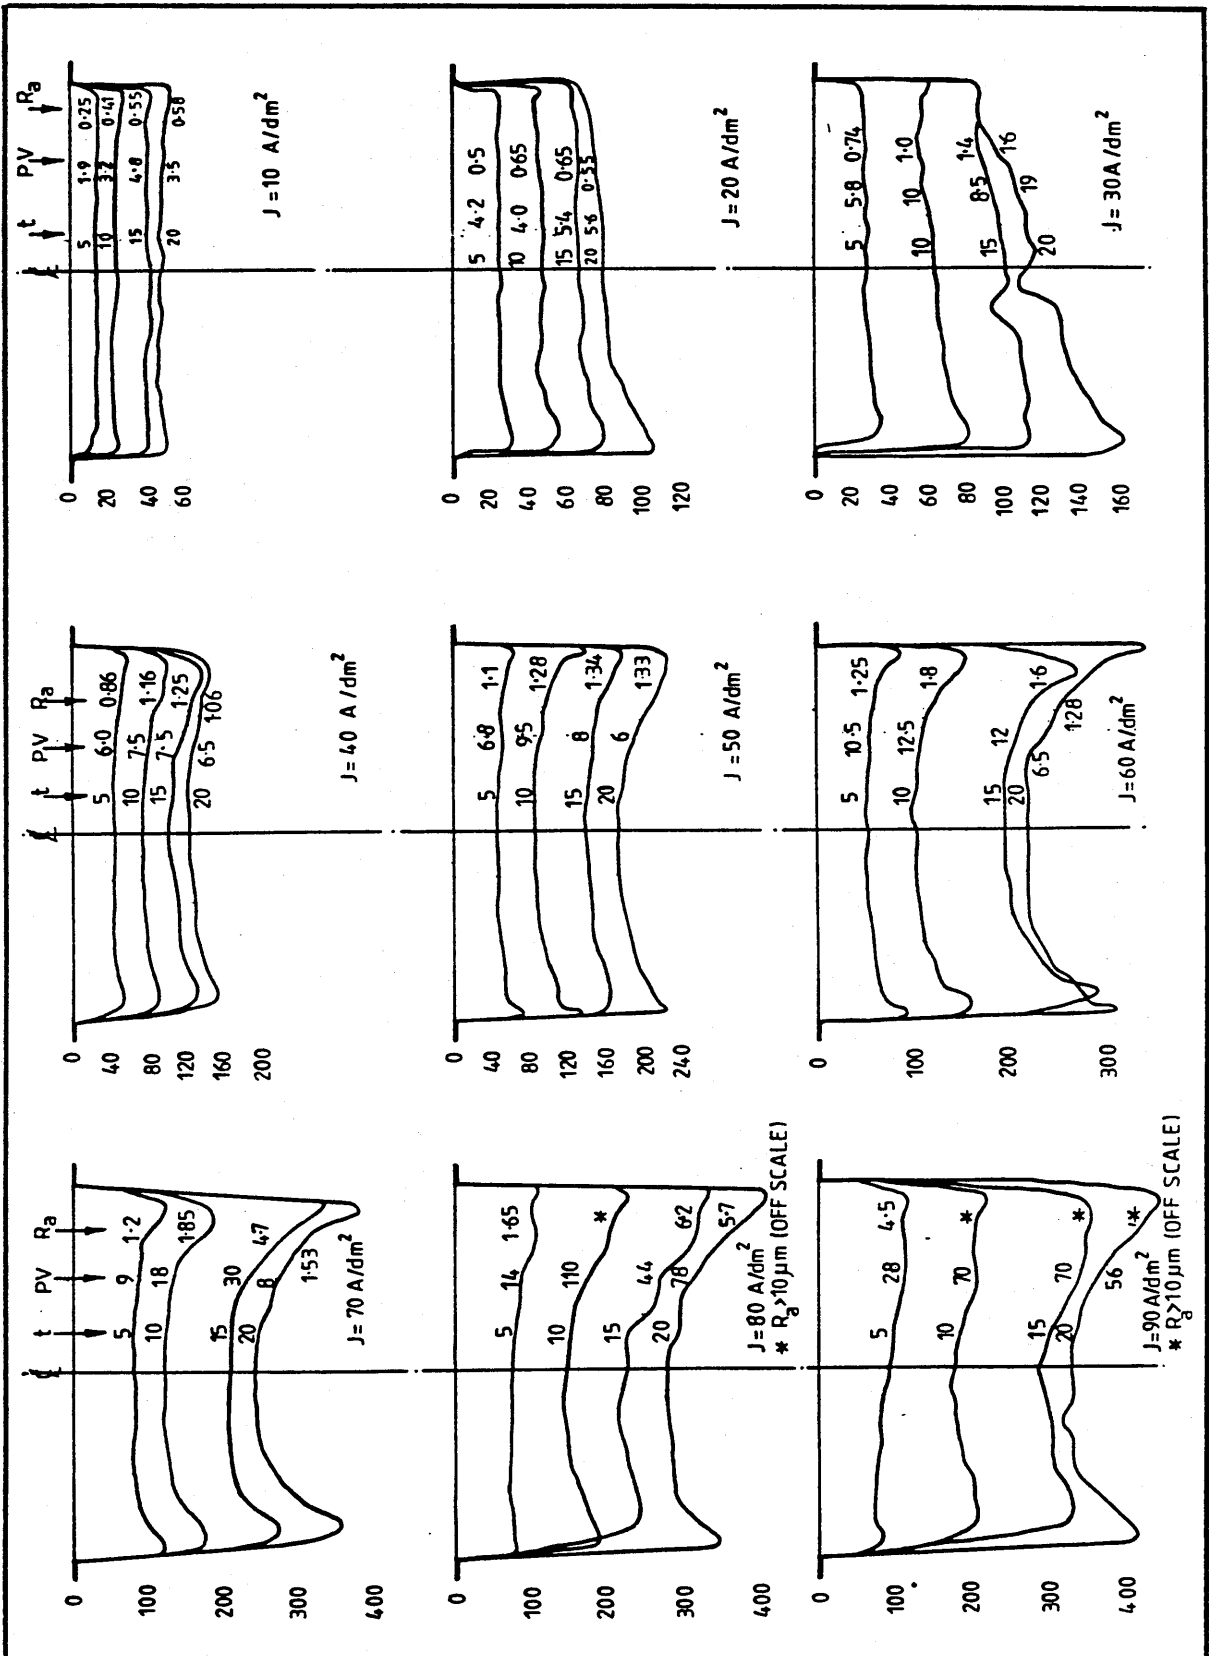 ℄ t PV Ra
0
5 9 1.2
100
10 18 1.85
200
15 30 4.7
20 8 1.53
300
400
J=70 A/dm²
℄ t PV Ra
0
5 6.0 0.86
40
10 7.5 1.16
80
15 7.5 1.25
120
20 6.5 1.06
160
200
J=40 A/dm²
℄ t PV Ra
0
5 1.9 0.25
20
10 3.2 0.41
15 4.8 0.55
40
20 3.5 0.58
60
J=10 A/dm²
0
5 14 1.65
100
10 110 *
200
15 44 6.2
20 78 5.7
300
400
J=80 A/dm²
* Ra>10µm (OFF SCALE)
0
5 6.8 1.1
40
10 9.5 1.28
80
15 8 1.34
120
20 6 1.33
160
200
240
J=50 A/dm²
0
5 4.2 0.5
20
10 4.0 0.65
40
15 5.4 0.65
60
20 5.6 0.55
80
100
120
J=20 A/dm²
0
5 28 4.5
100
10 70 *
200
15 70 *
20 56 *
300
400
J=90A/dm²
* Ra>10µm (OFF SCALE)
0
5 10.5 1.25
100
10 12.5 1.8
15 12 1.6
200
20 6.5 1.28
300
J=60A/dm²
0
5 5.8 0.74
20
40
10 10 1.0
60
80
15 8.5 1.4
100
20 19 1.6
120
140
160
J=30A/dm²